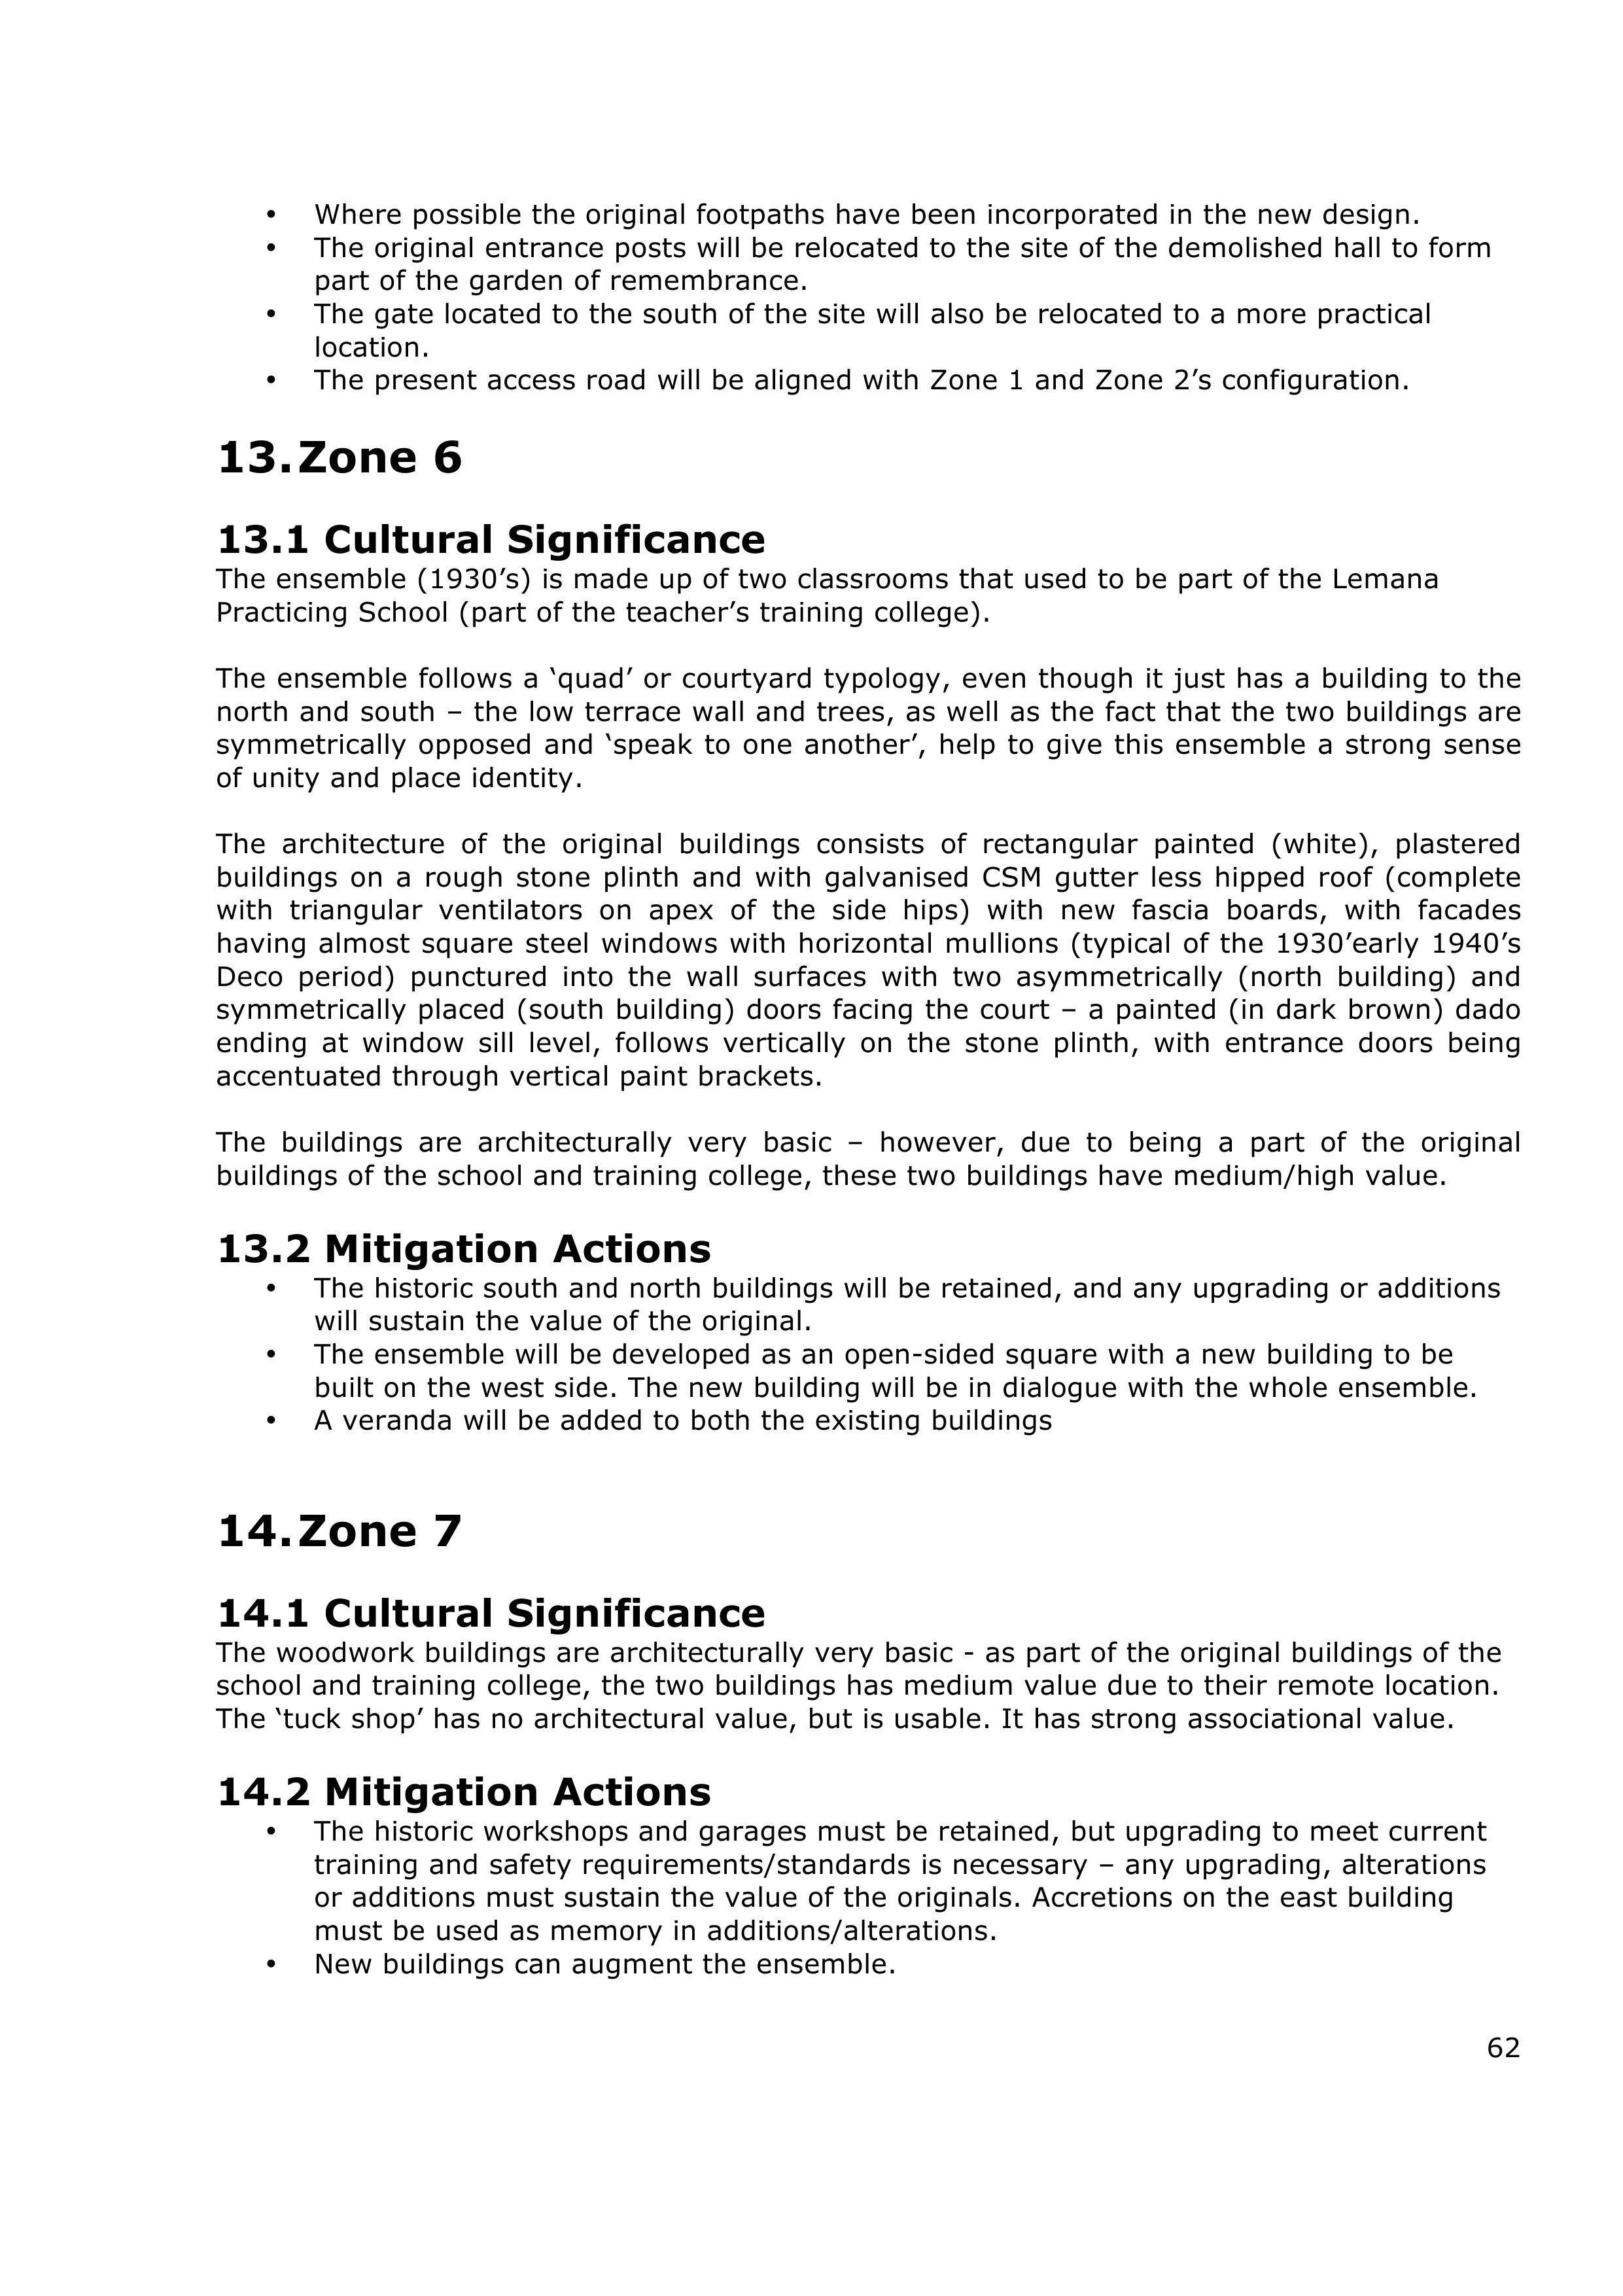 • Where possible the original footpaths have been incorporated in the new design.
• The original entrance posts will be relocated to the site of the demolished hall to form
part of the garden of remembrance.
• The gate located to the south of the site will also be relocated to a more practical
location.
• The present access road will be aligned with Zone 1 and Zone 2’s configuration.
13. Zone 6
13.1 Cultural Significance
The ensemble (1930’s) is made up of two classrooms that used to be part of the Lemana
Practicing School (part of the teacher’s training college).
The ensemble follows a ‘quad’ or courtyard typology, even though it just has a building to the
north and south – the low terrace wall and trees, as well as the fact that the two buildings are
symmetrically opposed and ‘speak to one another’, help to give this ensemble a strong sense
of unity and place identity.
The architecture of the original buildings consists of rectangular painted (white), plastered
buildings on a rough stone plinth and with galvanised CSM gutter less hipped roof (complete
with triangular ventilators on apex of the side hips) with new fascia boards, with facades
having almost square steel windows with horizontal mullions (typical of the 1930’early 1940’s
Deco period) punctured into the wall surfaces with two asymmetrically (north building) and
symmetrically placed (south building) doors facing the court – a painted (in dark brown) dado
ending at window sill level, follows vertically on the stone plinth, with entrance doors being
accentuated through vertical paint brackets.
The buildings are architecturally very basic – however, due to being a part of the original
buildings of the school and training college, these two buildings have medium/high value.
13.2 Mitigation Actions
• The historic south and north buildings will be retained, and any upgrading or additions
will sustain the value of the original.
• The ensemble will be developed as an open-sided square with a new building to be
built on the west side. The new building will be in dialogue with the whole ensemble.
• A veranda will be added to both the existing buildings
14. Zone 7
14.1 Cultural Significance
The woodwork buildings are architecturally very basic - as part of the original buildings of the
school and training college, the two buildings has medium value due to their remote location.
The ‘tuck shop’ has no architectural value, but is usable. It has strong associational value.
14.2 Mitigation Actions
• The historic workshops and garages must be retained, but upgrading to meet current
training and safety requirements/standards is necessary – any upgrading, alterations
or additions must sustain the value of the originals. Accretions on the east building
must be used as memory in additions/alterations.
• New buildings can augment the ensemble.
62